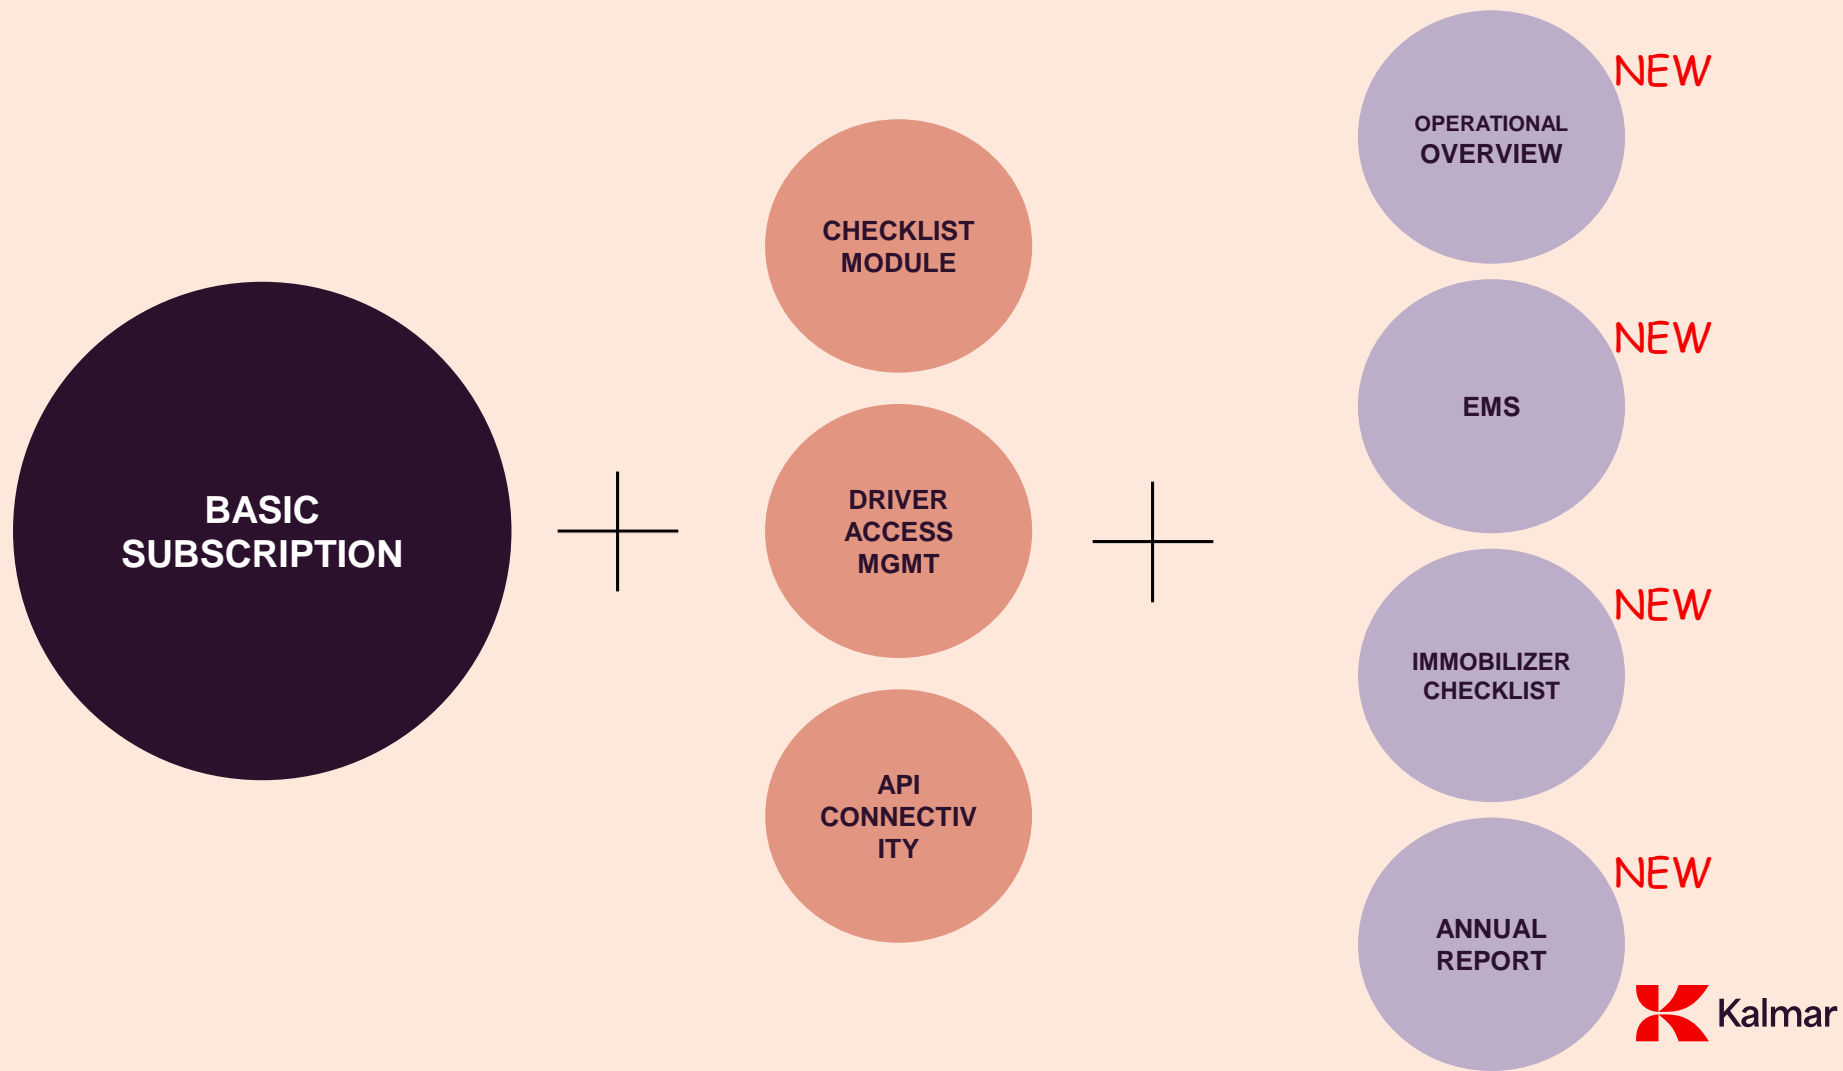 BASIC
SUBSCRIPTION
CHECKLIST
MODULE
DRIVER
ACCESS
MGMT
API
CONNECTIV
ITY
NEW
OPERATIONAL
OVERVIEW
NEW
EMS
NEW
IMMOBILIZER
CHECKLIST
NEW
ANNUAL
REPORT
Kalmar